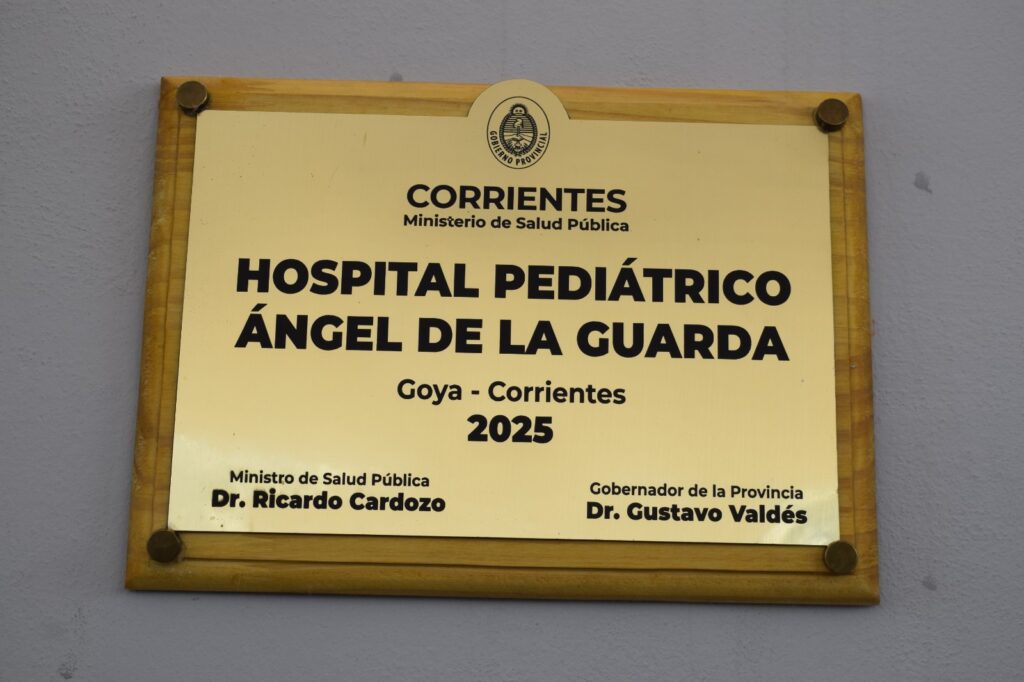 GOBIERNO PROVINCIAL
CORRIENTES
Ministerio de Salud Pública
HOSPITAL PEDIÁTRICO
ÁNGEL DE LA GUARDA
Goya - Corrientes
2025
Ministro de Salud Pública
Dr. Ricardo Cardozo
Gobernador de la Provincia
Dr. Gustavo Valdés